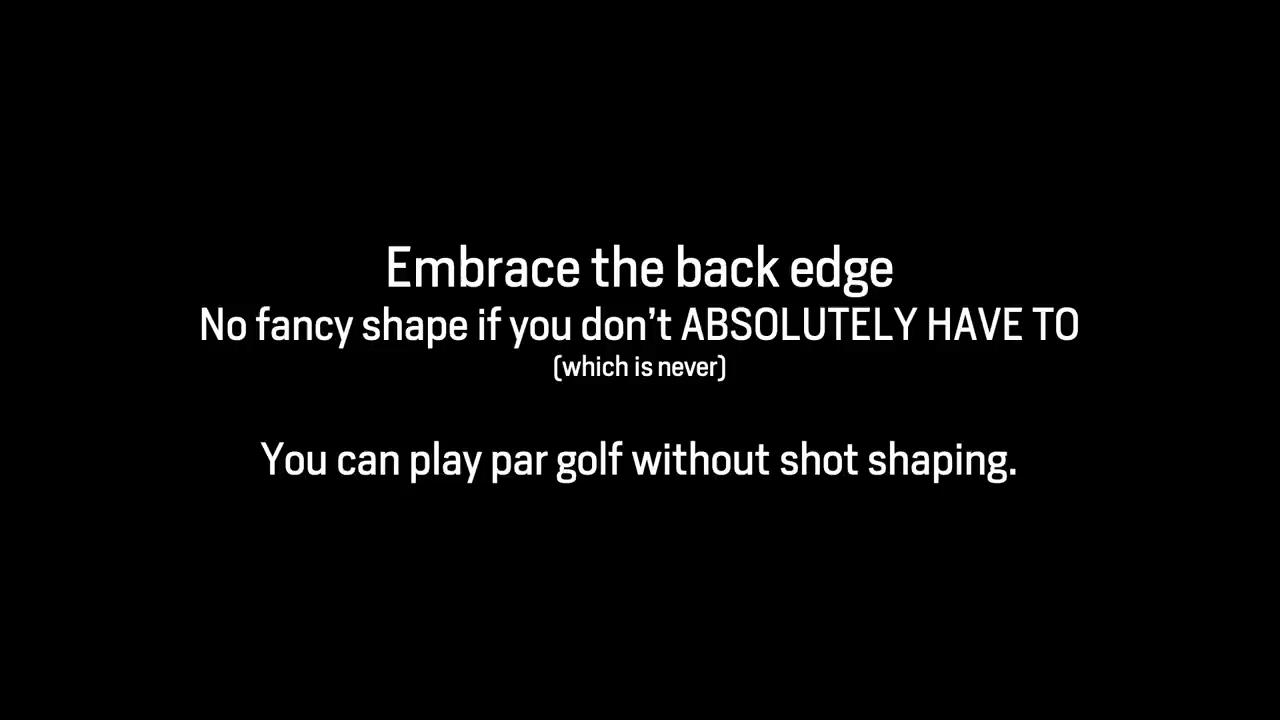 Embrace the back edge
No fancy shape if you don’t ABSOLUTELY HAVE TO
(which is never)
You can play par golf without shot shaping.